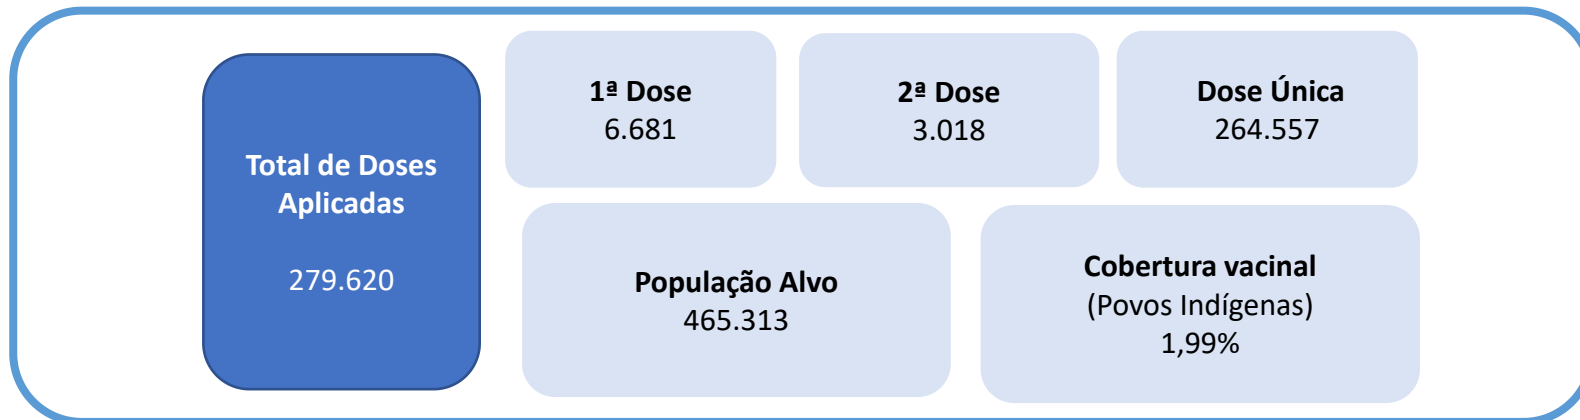 Total de Doses
Aplicadas
279.620
1ª Dose
6.681
2ª Dose
3.018
Dose Única
264.557
População Alvo
465.313
Cobertura vacinal
(Povos Indígenas)
1,99%